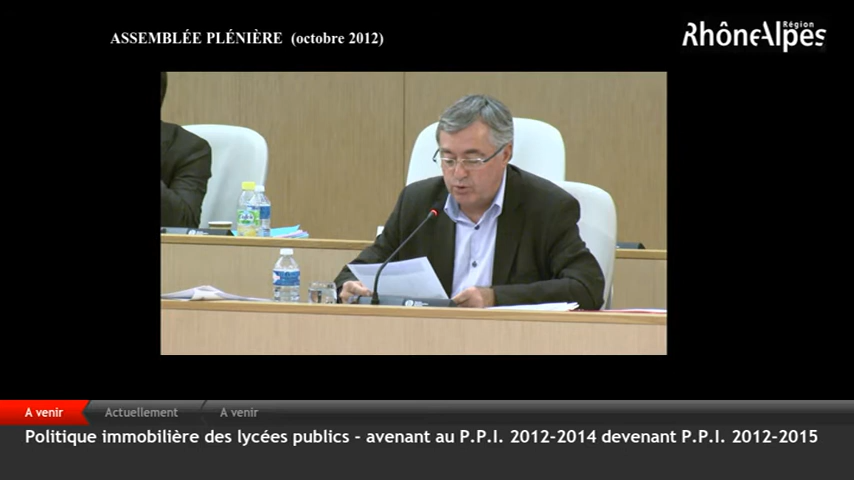 ASSEMBLÉE PLÉNIÈRE (octobre 2012)
Région
RhôneAlpes
A venir
Actuellement
A venir
Politique immobilière des lycées publics - avenant au P.P.I. 2012-2014 devenant P.P.I. 2012-2015